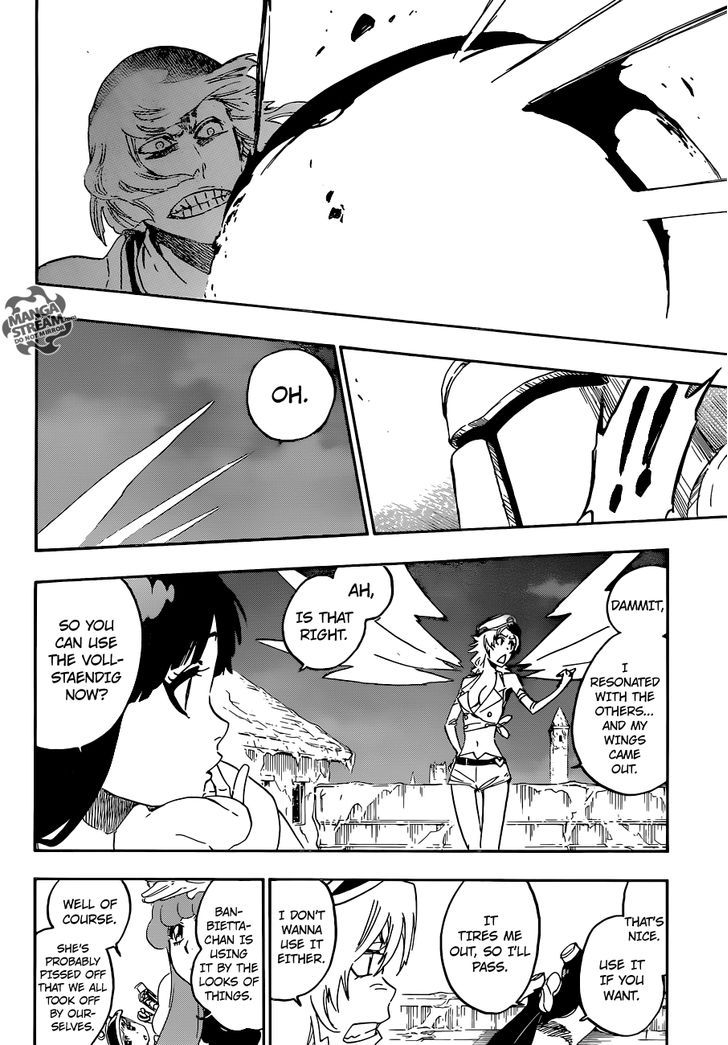 MANGA
STREAM.COM
DO NOT MIRROR
!!
OH.
DAMMIT,
I
RESONATED
WITH THE
OTHERS...
AND MY
WINGS
CAME
OUT.
AH,
IS THAT
RIGHT.
SO YOU
CAN USE
THE VOLL-
STAENDIG
NOW?
THAT'S
NICE.
USE IT
IF YOU
WANT.
IT
TIRES ME
OUT, SO I'LL
PASS.
I DON'T
WANNA
USE IT
EITHER.
BAN-
BIETTA-
CHAN
IS USING
IT BY THE
LOOKS OF
THINGS.
WELL OF
COURSE.
SHE'S
PROBABLY
PISSED OFF
THAT WE ALL
TOOK OFF
BY OUR-
SELVES.